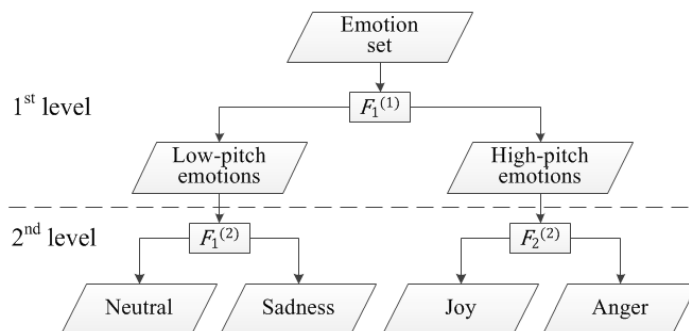 Emotion
set
1st level
F1(1)
Low-pitch
emotions
High-pitch
emotions
2nd level
F1(2)
F2(2)
Neutral
Sadness
Joy
Anger